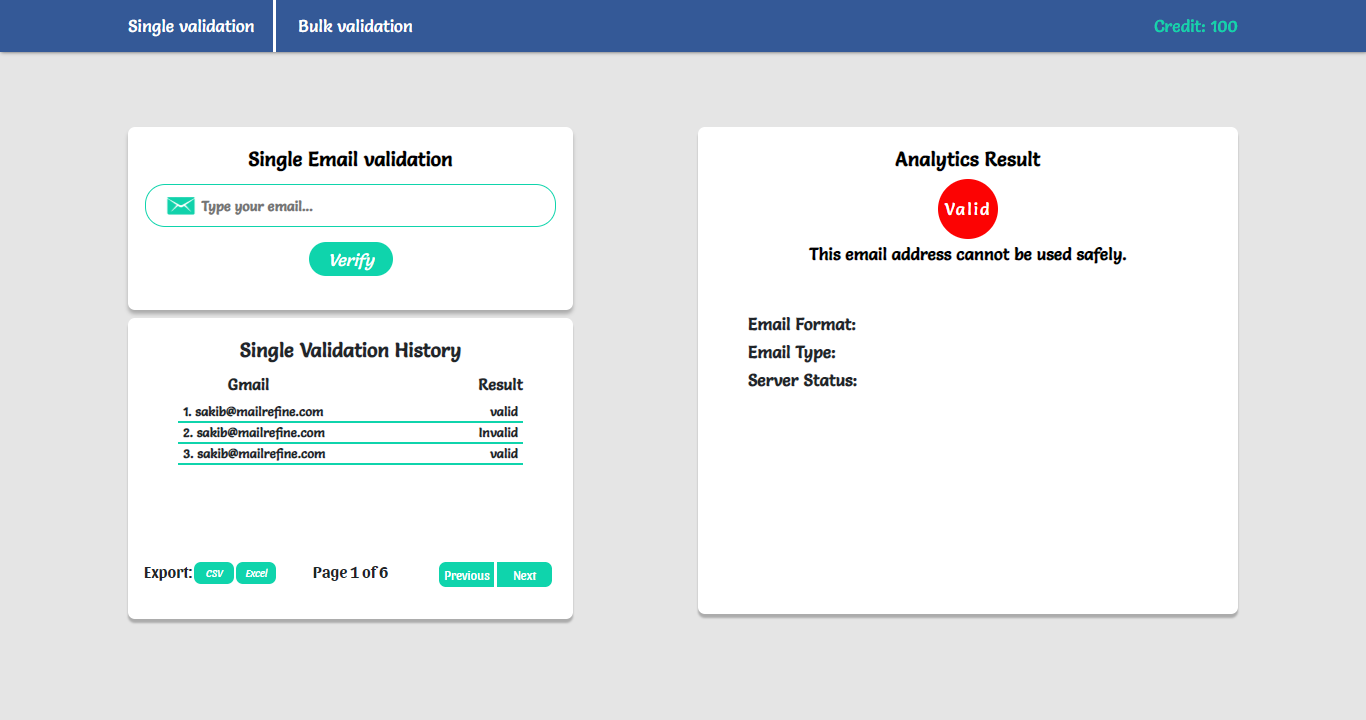 Single validation
Bulk validation
Credit: 100
Single Email validation
Type your email...
Verify
Single Validation History
Gmail Result
1. sakib@mailrefine.com valid
2. sakib@mailrefine.com Invalid
3. sakib@mailrefine.com valid
Export: CSV Excel Page 1 of 6 Previous Next
Analytics Result
Valid
This email address cannot be used safely.
Email Format:
Email Type:
Server Status: